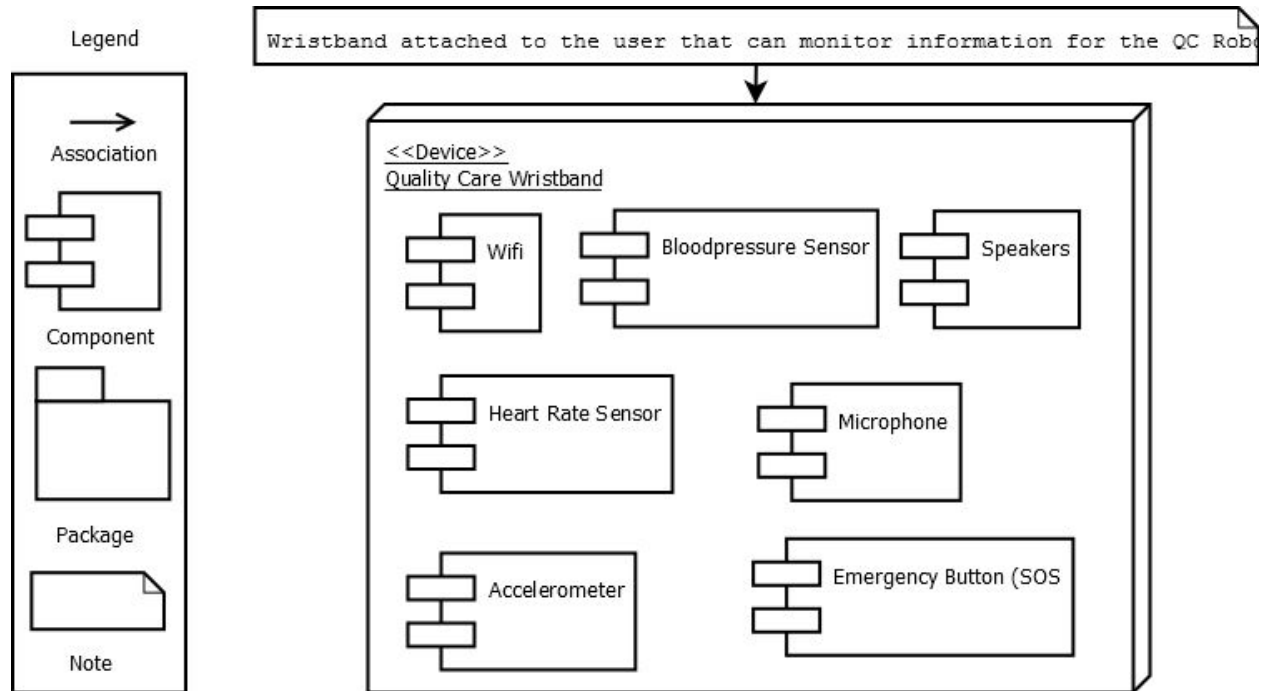 Legend
Wristband attached to the user that can monitor information for the QC
Association
<<Device>>
Quality Care Wristband
Wifi
Bloodpressure Sensor
Speakers
Component
Heart Rate Sensor
Microphone
Package
Accelerometer
Emergency Button (SOS
Note